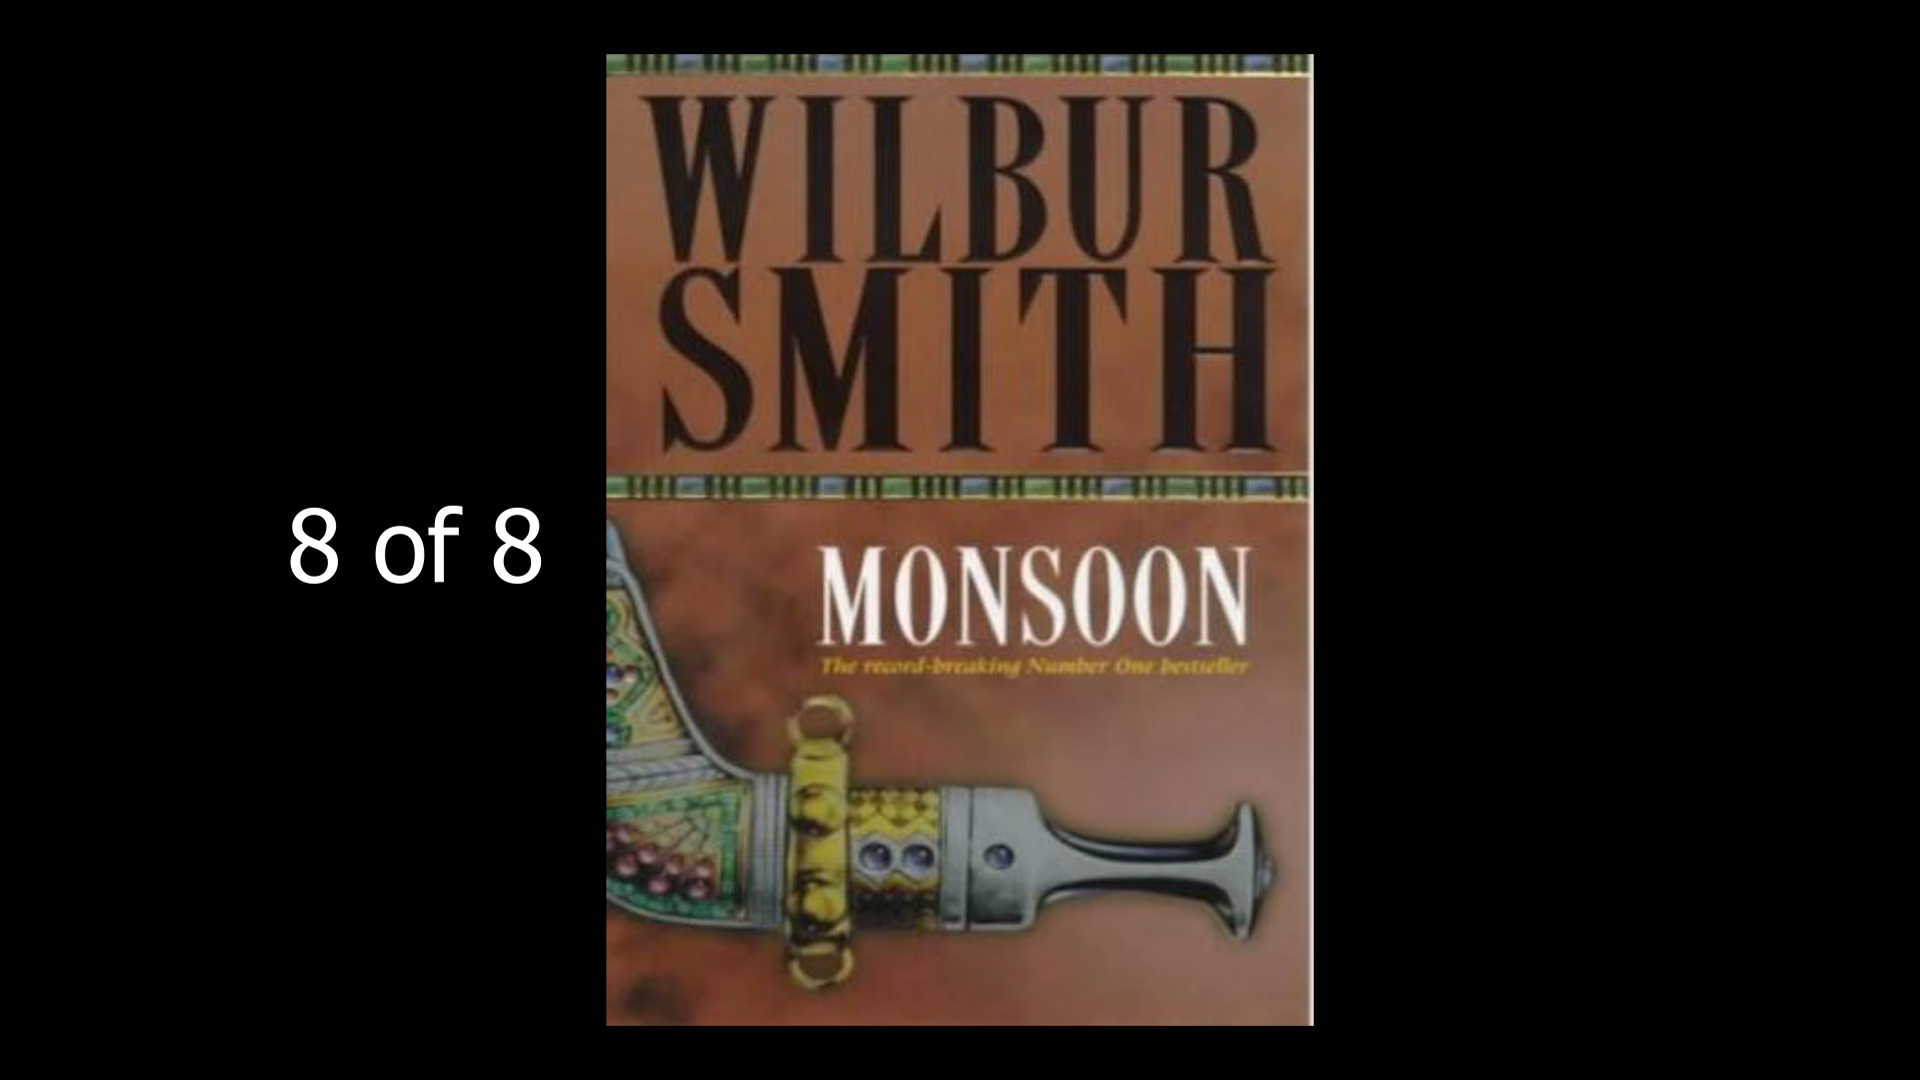 8 of 8
WILBUR
SMITH
MONSOON
The record-breaking Number One bestseller